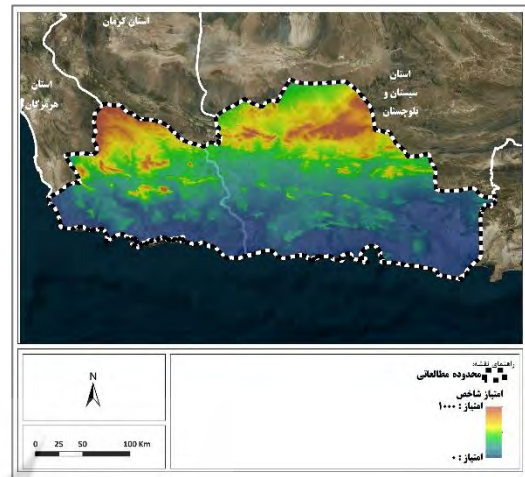 استان کرمان
استان
سیستان و
بلوچستان
استان
هرمزگان
راهنمای نقشه:
محدوده مطالعاتی
امتیاز شاخص
امتیاز : ۱۰۰۰
امتیاز : ۰
N
0 25 50 100 Km